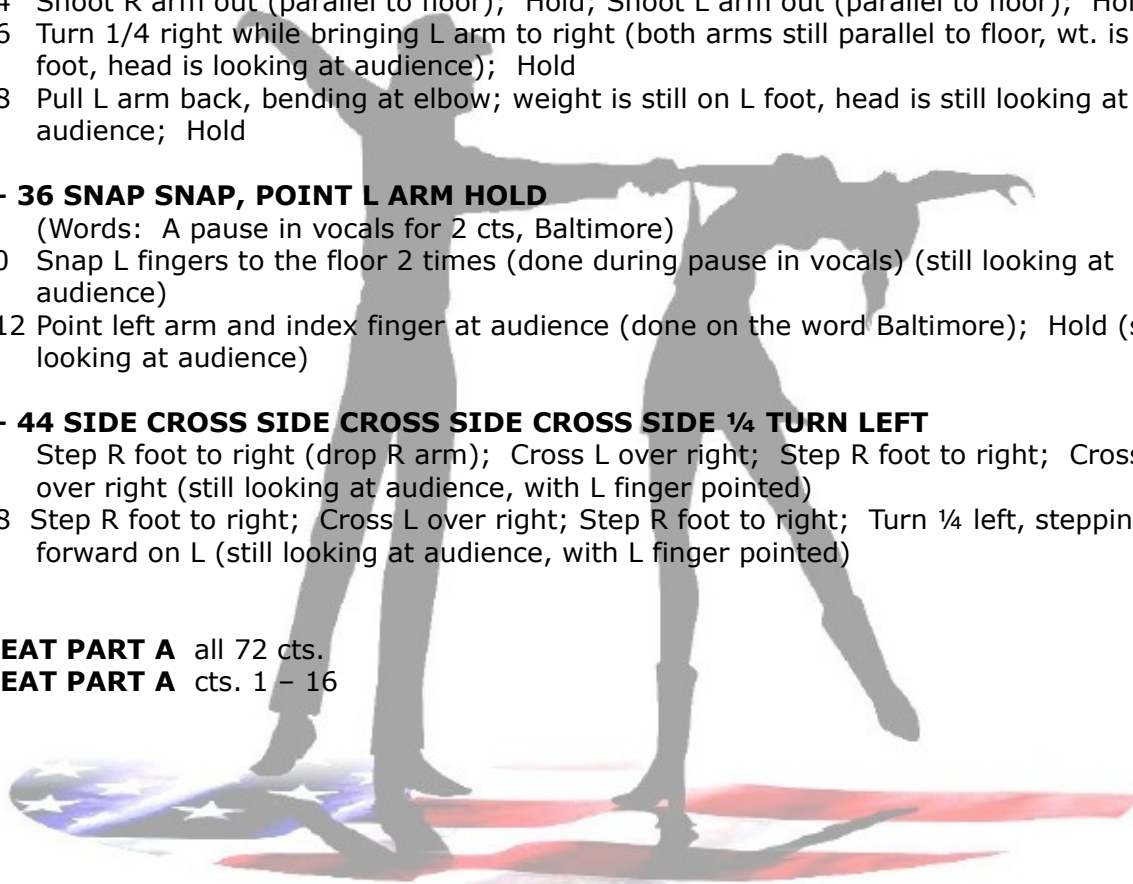 4 Shoot R arm out (parallel to floor); Hold; Shoot L arm out (parallel to floor);
6 Turn 1/4 right while bringing L arm to right (both arms still parallel to floor, wt. is
foot, head is looking at audience); Hold
8 Pull L arm back, bending at elbow; weight is still on L foot, head is still looking at
audience; Hold
- 36 SNAP SNAP, POINT L ARM HOLD
(Words: A pause in vocals for 2 cts, Baltimore)
0 Snap L fingers to the floor 2 times (done during pause in vocals) (still looking at
audience)
12 Point left arm and index finger at audience (done on the word Baltimore); Hold
looking at audience)
- 44 SIDE CROSS SIDE CROSS SIDE CROSS SIDE ¼ TURN LEFT
Step R foot to right (drop R arm); Cross L over right; Step R foot to right; Cross
over right (still looking at audience, with L finger pointed)
8 Step R foot to right; Cross L over right; Step R foot to right; Turn ¼ left,
forward on L (still looking at audience, with L finger pointed)
EAT PART A all 72 cts.
EAT PART A cts. 1 – 16